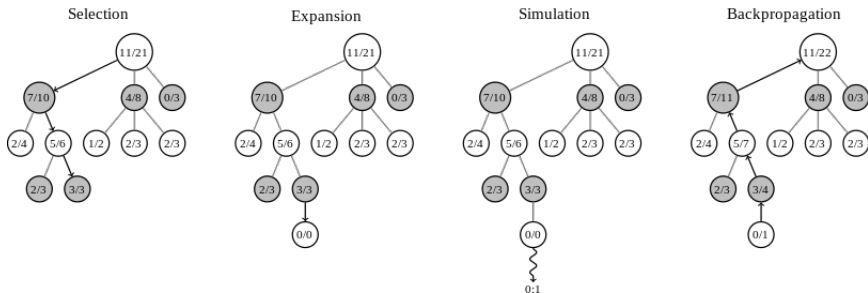 Selection Expansion Simulation Backpropagation
11/21 11/21 11/21 11/22
7/10 4/8 0/3 7/10 4/8 0/3 7/10 4/8 0/3 7/11 4/8 0/3
2/4 5/6 1/2 2/3 2/3 2/4 5/6 1/2 2/3 2/3 2/4 5/6 1/2 2/3 2/3 2/4 5/7 1/2 2/3 2/3
2/3 3/3 2/3 3/3 2/3 3/3 2/3 3/4
0/0 0/0 0/1
0:1